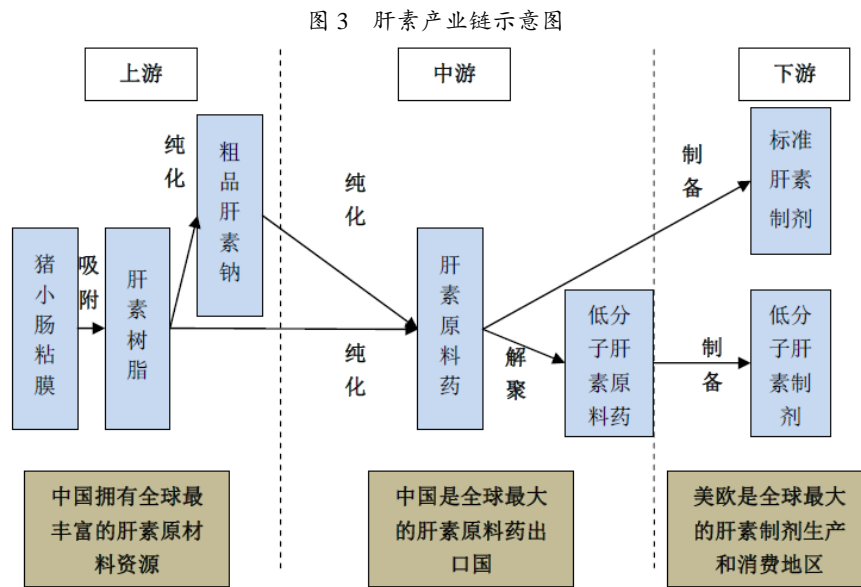 图 3 肝素产业链示意图
上游
中游
下游
纯化
粗品肝素钠
纯化
制备
标准
肝素
制剂
猪小肠粘膜
吸附
肝素树脂
纯化
肝素原料药
解聚
低分
子肝
素原
料药
制备
低分
子肝
素制
剂
中国拥有全球最
丰富的肝素原材
料资源
中国是全球最大
的肝素原料药出
口国
美欧是全球最大
的肝素制剂生产
和消费地区